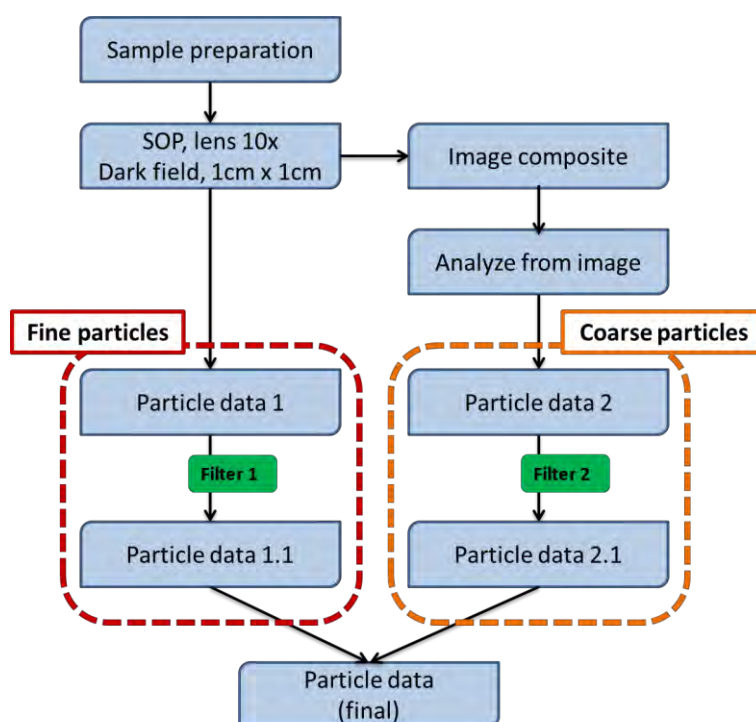 Sample preparation
SOP, lens 10x
Dark field, 1cm x 1cm
Image composite
Analyze from image
Fine particles
Coarse particles
Particle data 1
Particle data 2
Filter 1
Filter 2
Particle data 1.1
Particle data 2.1
Particle data
(final)